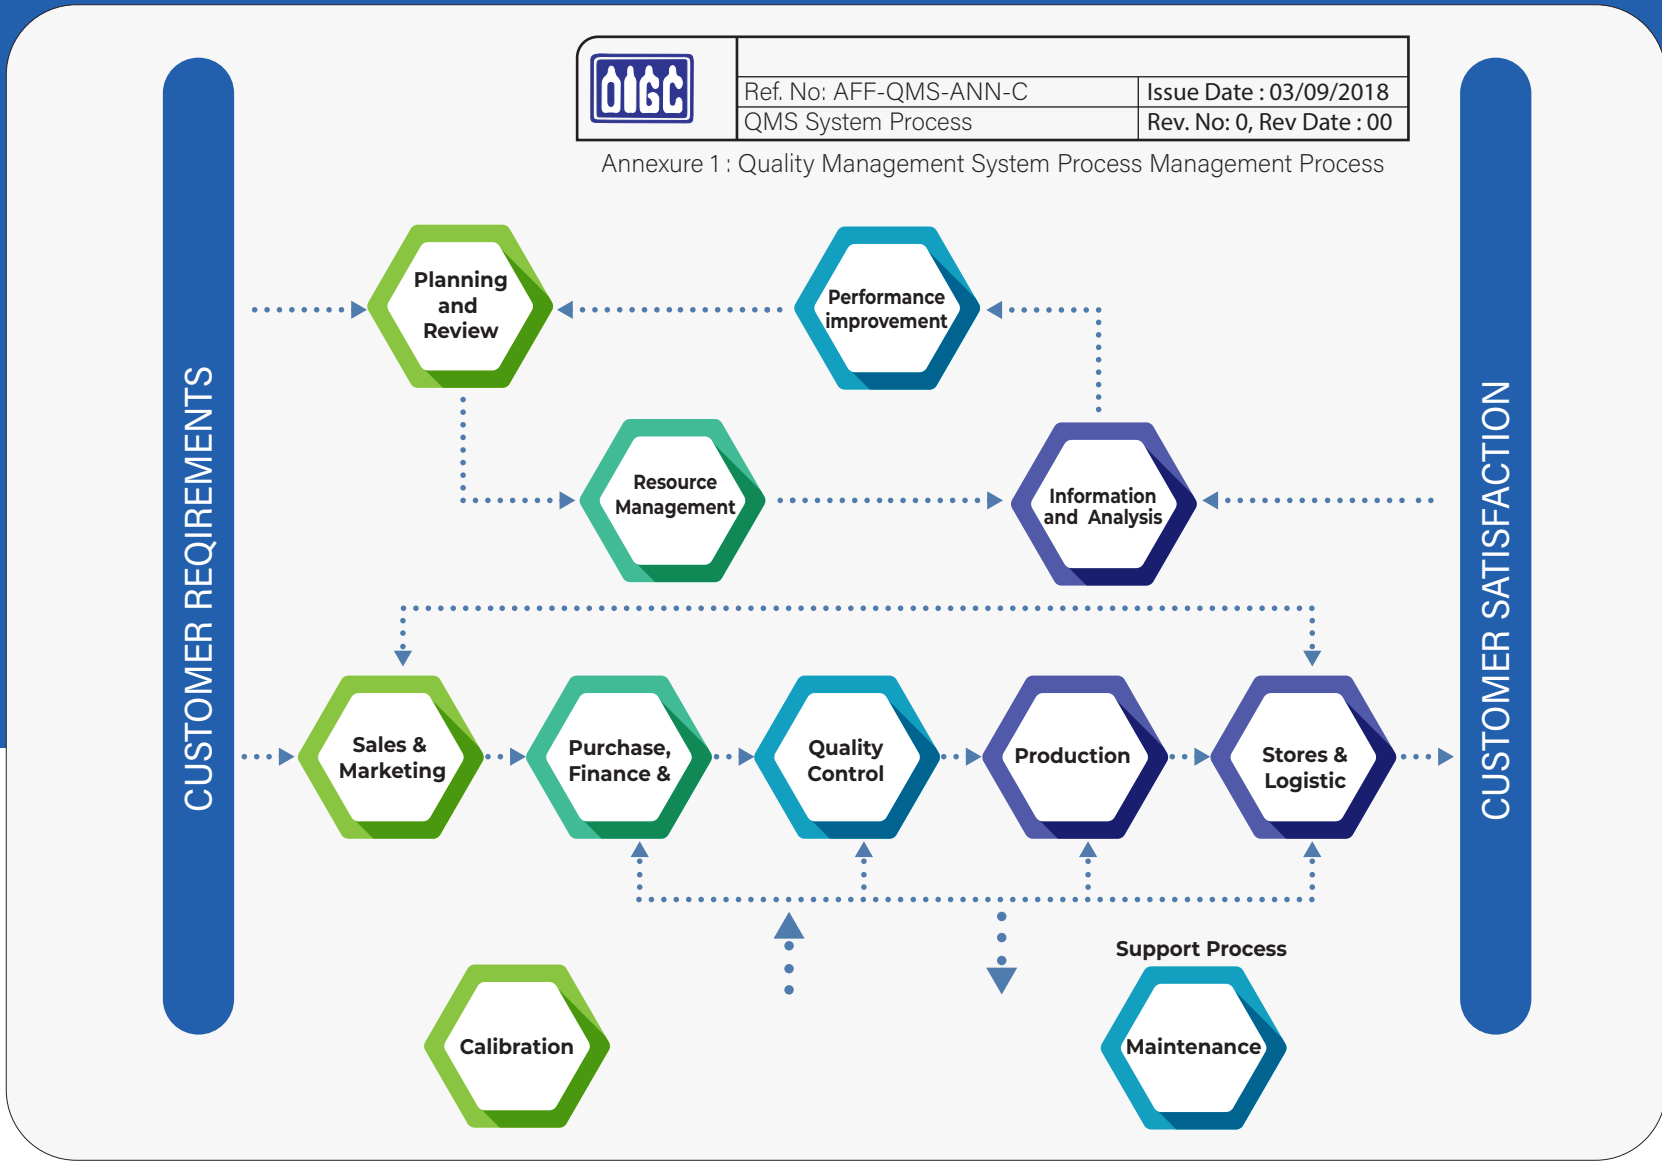 OIGC
Ref. No: AFF-QMS-ANN-C
Issue Date : 03/09/2018
QMS System Process
Rev. No: 0, Rev Date : 00
Annexure 1 : Quality Management System Process Management Process
CUSTOMER REQIREMENTS
Planning
and
Review
Performance
improvement
Resource
Management
Information
and Analysis
CUSTOMER SATISFACTION
Sales &
Marketing
Purchase,
Finance &
Quality
Control
Production
Stores &
Logistic
Support Process
Calibration
Maintenance